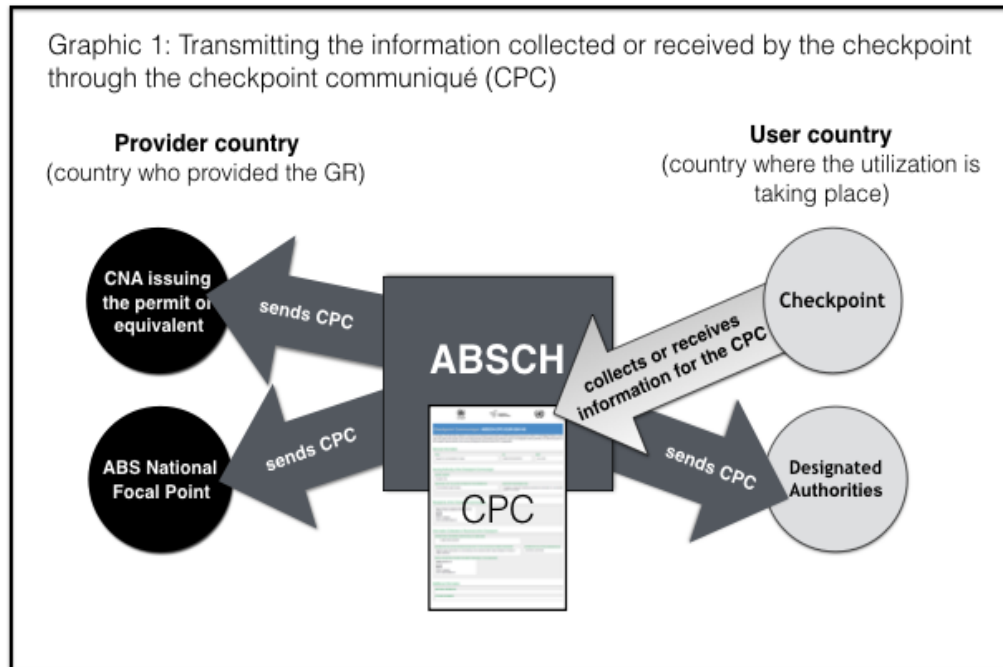 Graphic 1: Transmitting the information collected or received by the checkpoint
through the checkpoint communiqué (CPC)
Provider country
(country who provided the GR)
User country
(country where the utilization is
taking place)
CNA issuing
the permit or
equivalent
sends CPC
ABSCH
collects or receives
information for the CPC
Checkpoint
ABS National
Focal Point
sends CPC
CPC
sends CPC
Designated
Authorities